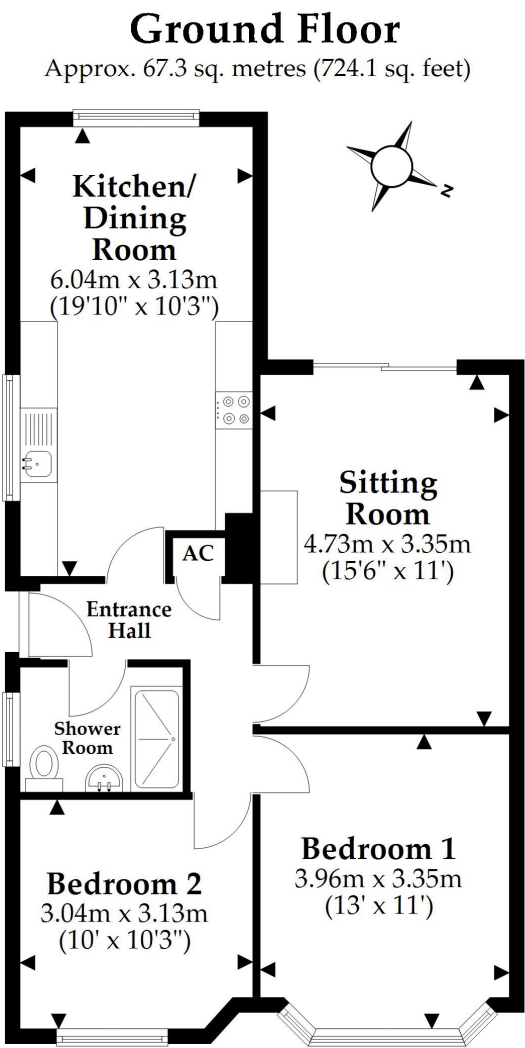 Ground Floor
Approx. 67.3 sq. metres (724.1 sq. feet)
N
Kitchen/
Dining
Room
6.04m x 3.13m
(19'10" x 10'3")
Sitting
Room
4.73m x 3.35m
(15'6" x 11')
AC
Entrance
Hall
Shower
Room
Bedroom 1
3.96m x 3.35m
(13' x 11')
Bedroom 2
3.04m x 3.13m
(10' x 10'3")